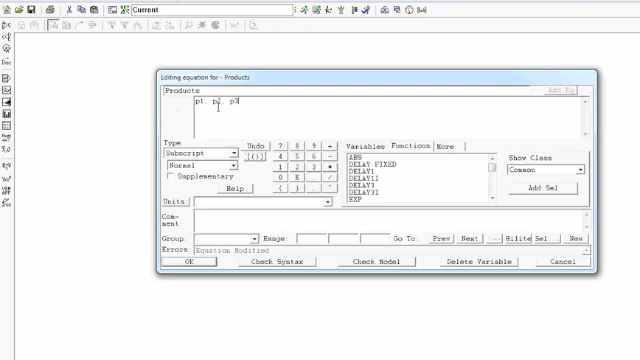 Current
Editing equation for - Products
Add Eq
Products
p1, p2, p3
Type
Undo
7 8 9 +
Variables Functions More
Subscript
[()]
4 5 6 -
ABS
DELAY FIXED
DELAY1
DELAY1I
DELAY3
DELAY3I
EXP
Show Class
Normal
1 2 3 *
Common
Supplementary
0 E . /
Help
( ) , ^
Add Sel
Units
Com-
ment:
Group:
Range:
Go To: Prev Next Hilite Sel New
Errors: Equation Modified
OK Check Syntax Check Model Delete Variable Cancel